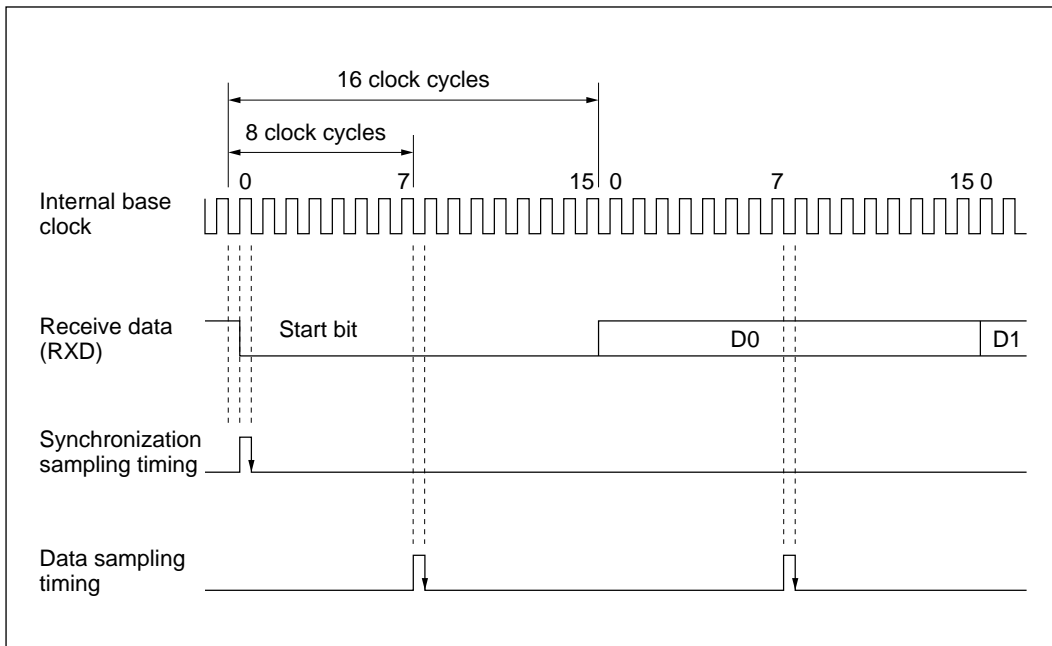 16 clock cycles
8 clock cycles
0 7 15 0 7 15 0
Internal base
clock
Receive data
(RXD)
Start bit
D0
D1
Synchronization
sampling timing
Data sampling
timing